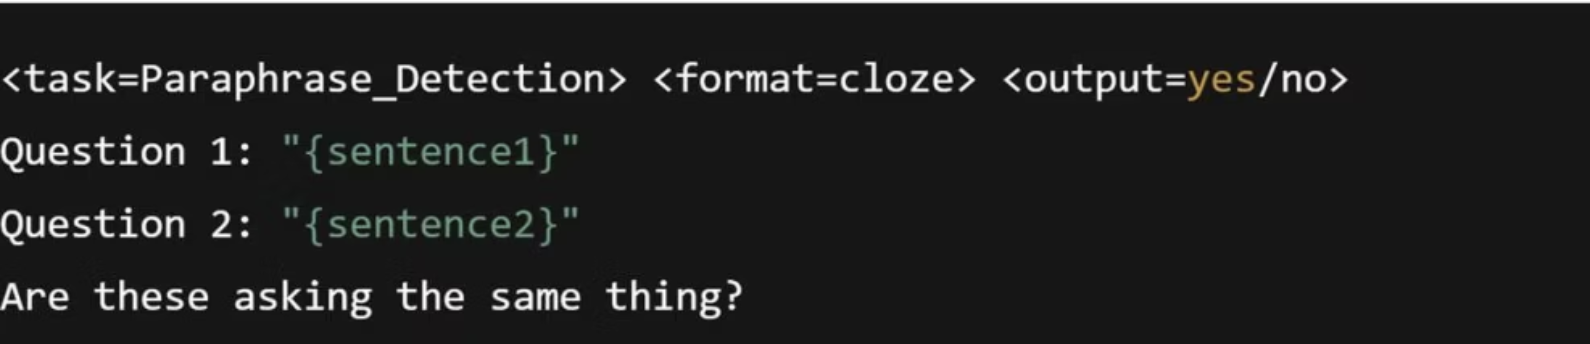 <task=Paraphrase_Detection> <format=cloze> <output=yes/no>
Question 1: "{sentence1}"
Question 2: "{sentence2}"
Are these asking the same thing?